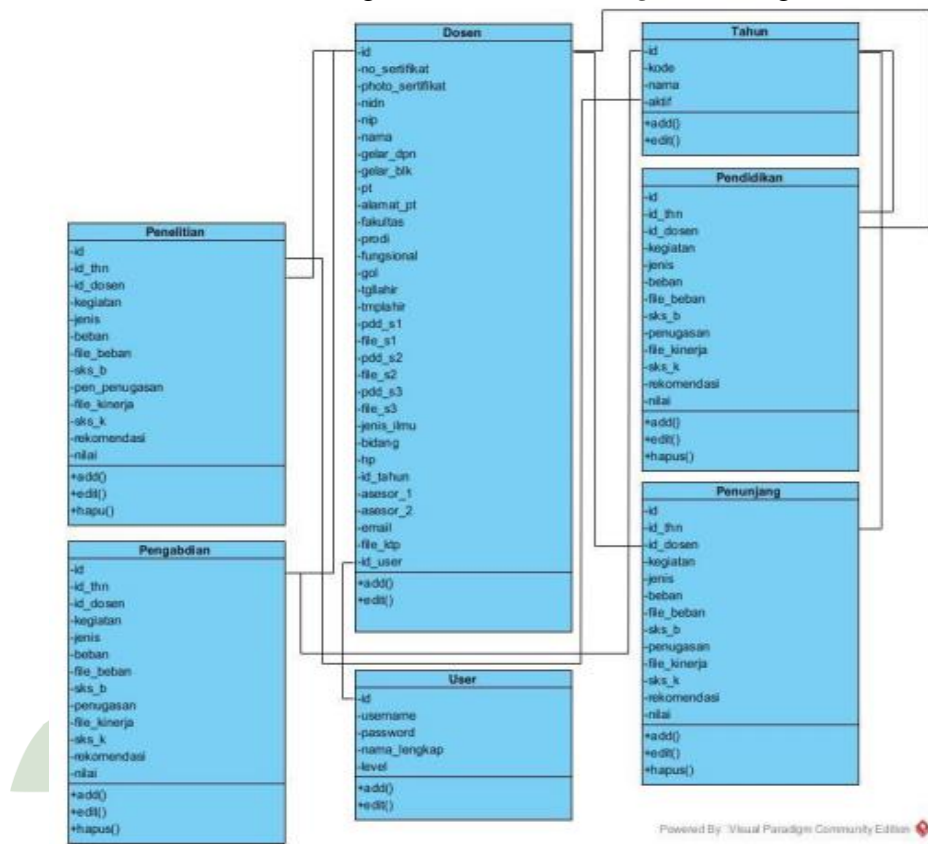 Dosen
-id
-no_sertifikat
-photo_sertifikat
-nidn
-nip
-nama
-gelar_dpn
-gelar_blk
-pt
-alamat_pt
-fakultas
-prodi
-fungsional
-gol
-tgllahir
-tmplahir
-pdd_s1
-file_s1
-pdd_s2
-file_s2
-pdd_s3
-file_s3
-jenis_ilmu
-bidang
-hp
-id_tahun
-asesor_1
-asesor_2
-email
-file_ktp
-id_user
+add()
+edit()
Tahun
-id
-kode
-nama
-aktif
+add()
+edit()
Pendidikan
-id
-id_thn
-id_dosen
-kegiatan
-jenis
-beban
-file_beban
-sks_b
-penugasan
-file_kinerja
-sks_k
-rekomendasi
-nilai
+add()
+edit()
+hapus()
Penelitian
-id
-id_thn
-id_dosen
-kegiatan
-jenis
-beban
-file_beban
-sks_b
-pen_penugasan
-file_kinerja
-sks_k
-rekomendasi
-nilai
+add()
+edit()
+hapu()
Penunjang
-id
-id_thn
-id_dosen
-kegiatan
-jenis
-beban
-file_beban
-sks_b
-penugasan
-file_kinerja
-sks_k
-rekomendasi
-nilai
+add()
+edit()
+hapus()
Pengabdian
-id
-id_thn
-id_dosen
-kegiatan
-jenis
-beban
-file_beban
-sks_b
-penugasan
-file_kinerja
-sks_k
-rekomendasi
-nilai
+add()
+edit()
+hapus()
User
-id
-username
-password
-nama_lengkap
-level
+add()
+edit()
Powered By Visual Paradigm Community Edition